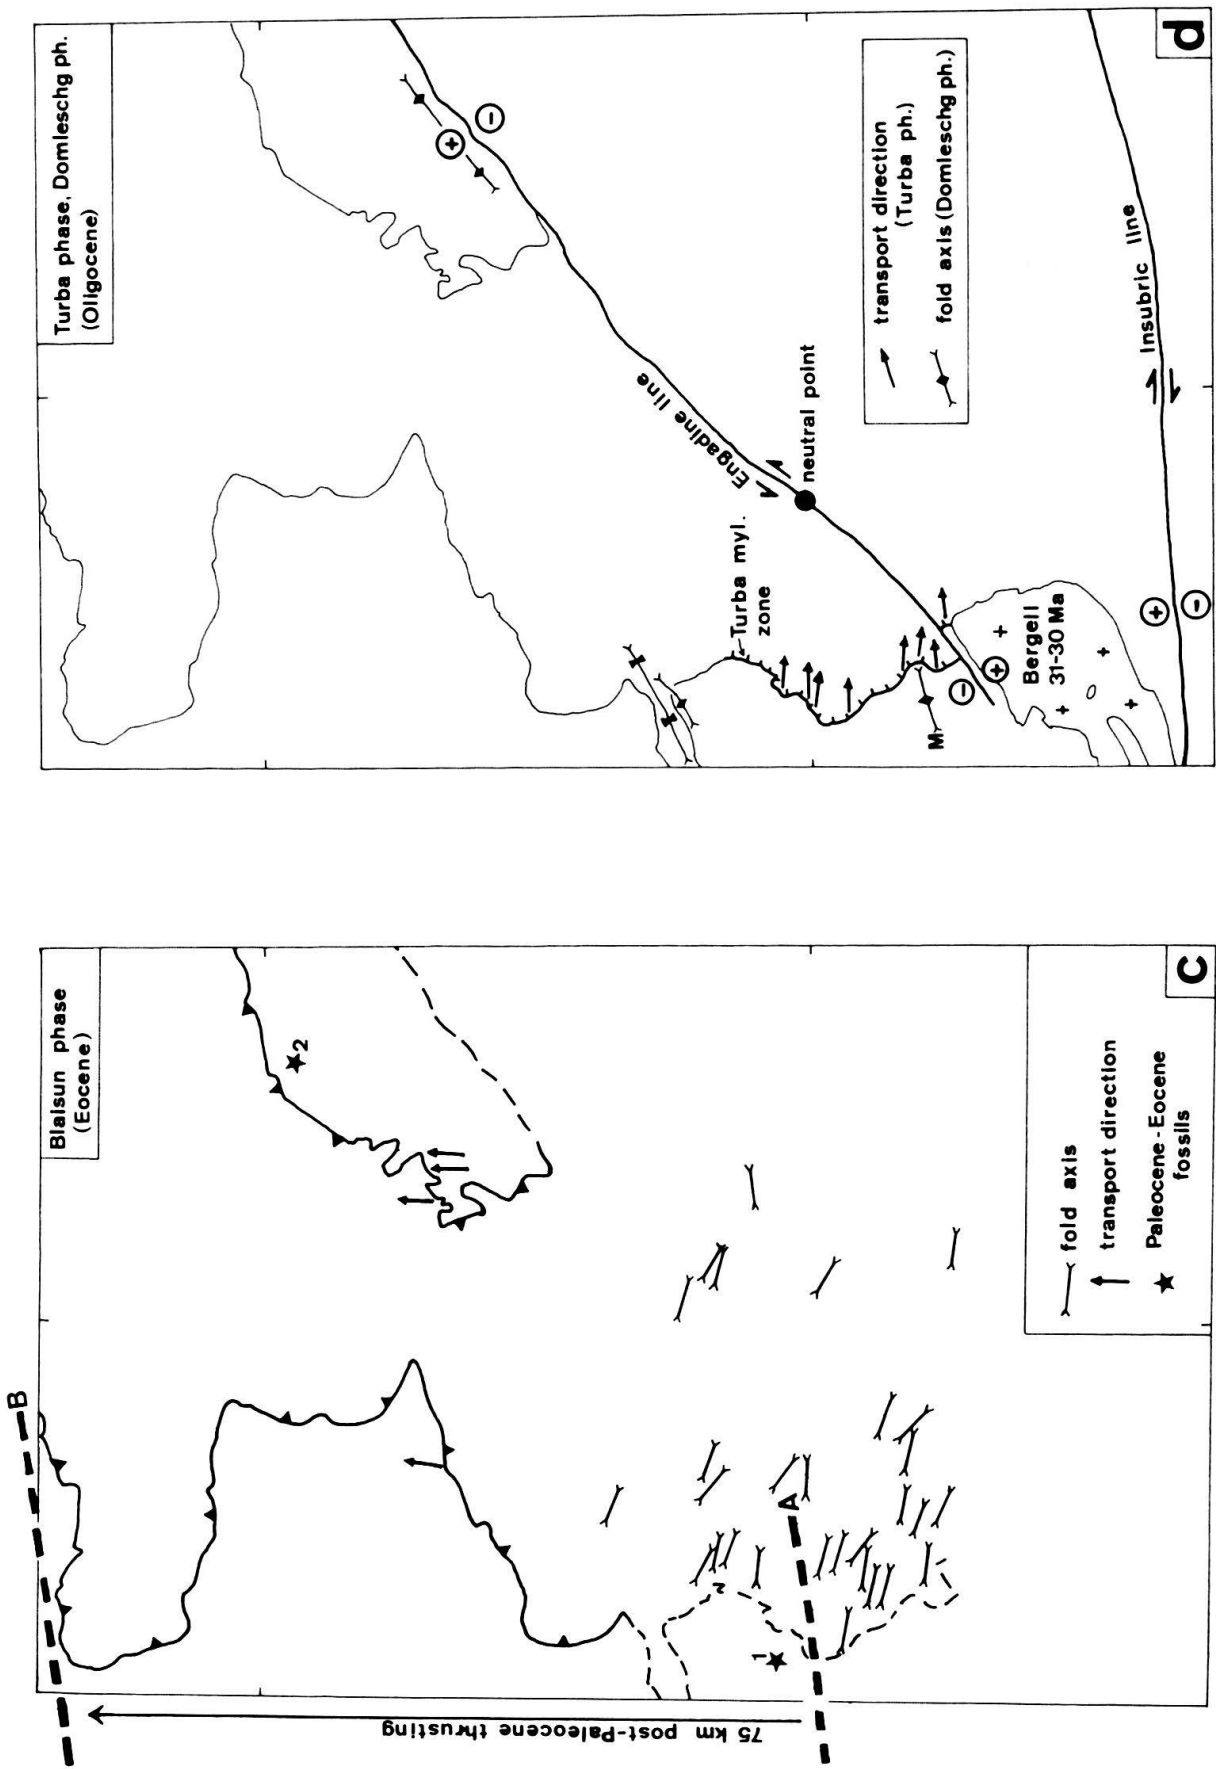 Blaisun phase
(Eocene)
B
2
1
A
75 km post-Paleocene thrusting
fold axis
transport direction
Paleocene-Eocene
fossils
c
Turba phase, Domleschg ph.
(Oligocene)
+
-
Engadine line
neutral point
Turba myl.
zone
M
-
+
Bergell
31-30 Ma
+
-
Insubric line
transport direction
(Turba ph.)
fold axis (Domleschg ph.)
d